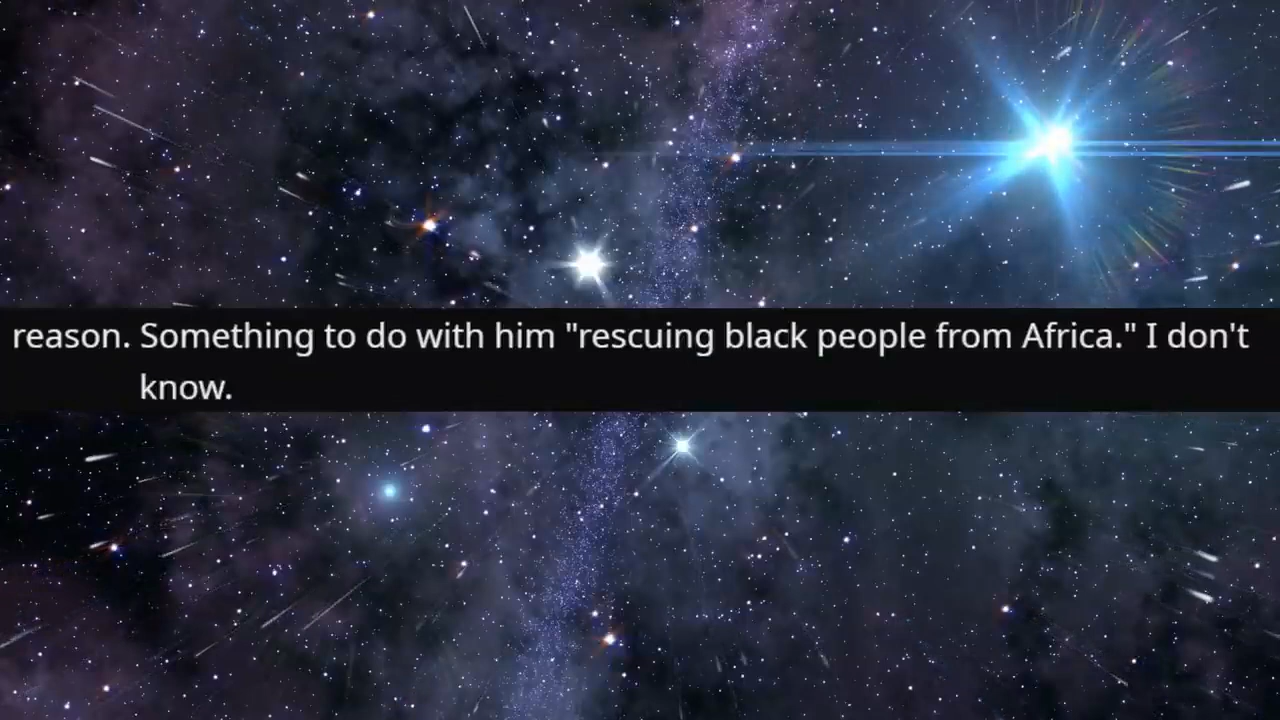 reason. Something to do with him "rescuing black people from Africa." I don't
know.